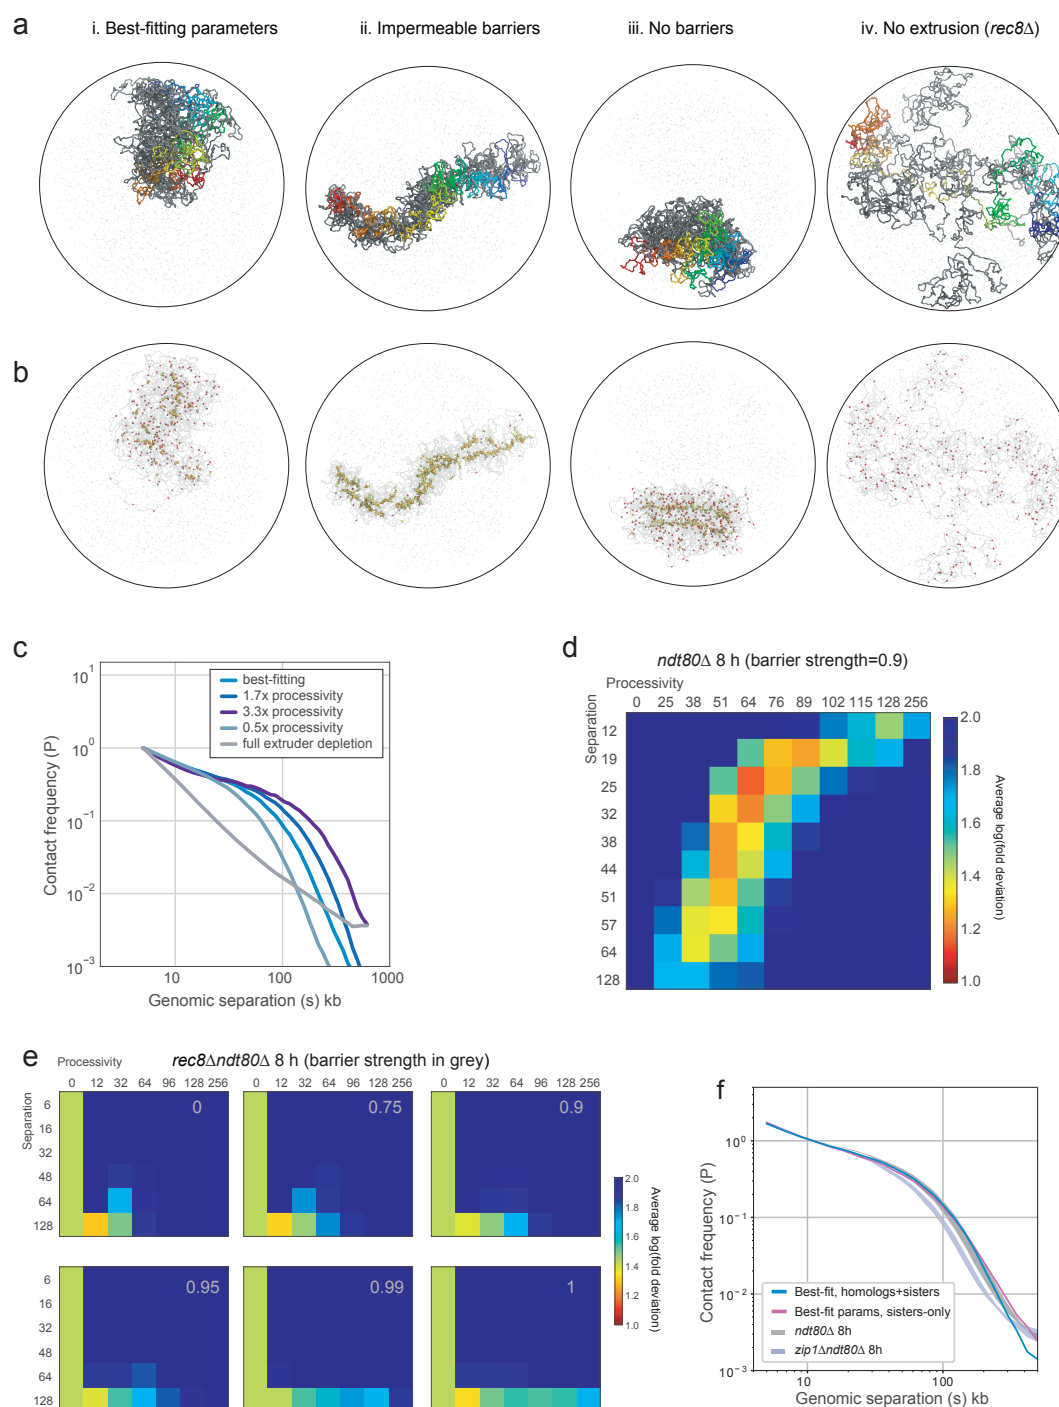 a
i. Best-fitting parameters
ii. Impermeable barriers
iii. No barriers
iv. No extrusion (rec8Δ)
b
c
Contact frequency (P)
10¹
10⁰
10⁻¹
10⁻²
10⁻³
best-fitting
1.7x processivity
3.3x processivity
0.5x processivity
full extruder depletion
10
100
1000
Genomic separation (s) kb
d
ndt80Δ 8 h (barrier strength=0.9)
Processivity
0 25 38 51 64 76 89 102 115 128 256
Separation
12
19
25
32
38
44
51
57
64
128
2.0
1.8
1.6
1.4
1.2
1.0
Average log(fold deviation)
e
Processivity
rec8Δndt80Δ 8 h (barrier strength in grey)
0 12 32 64 96 128 256
0 12 32 64 96 128 256
0 12 32 64 96 128 256
Separation
6
16
32
48
64
128
0
0.75
0.9
6
16
32
48
64
128
0.95
0.99
1
2.0
1.8
1.6
1.4
1.2
1.0
Average log(fold deviation)
f
Contact frequency (P)
10⁰
10⁻¹
10⁻²
10⁻³
Best-fit, homologs+sisters
Best-fit params, sisters-only
ndt80Δ 8h
zip1Δndt80Δ 8h
10
100
Genomic separation (s) kb